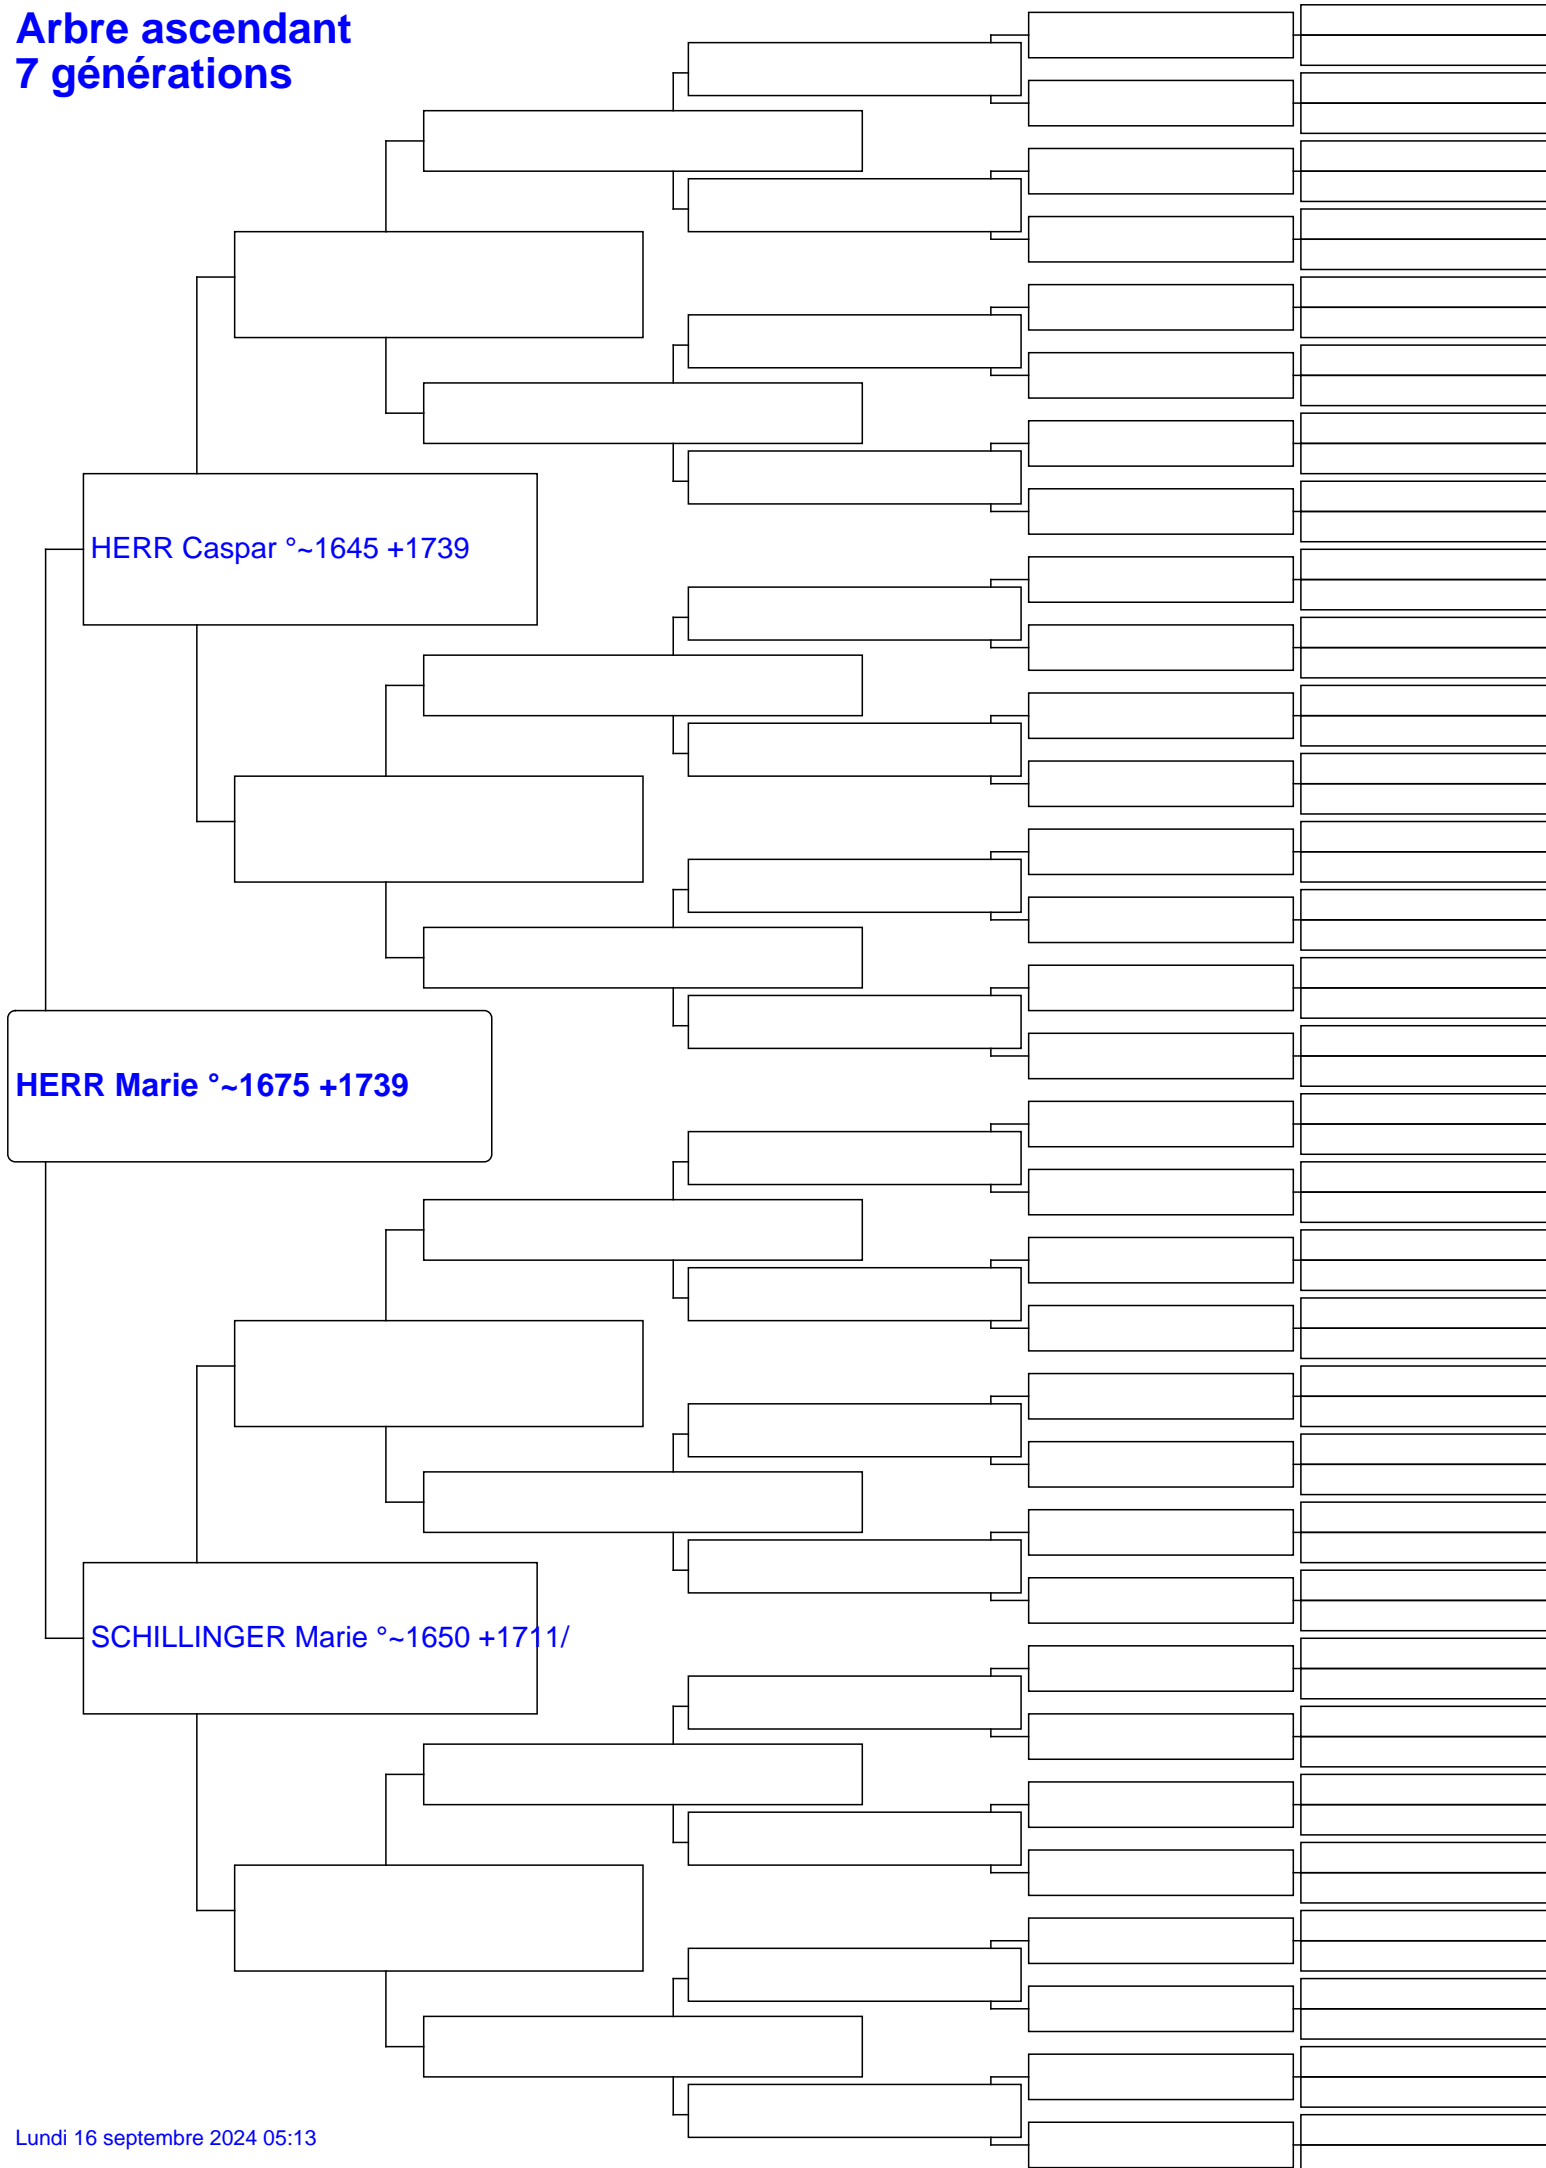 Arbre ascendant
7 générations
HERR Caspar °~1645 +1739
HERR Marie °~1675 +1739
SCHILLINGER Marie °~1650 +1711/
Lundi 16 septembre 2024 05:13